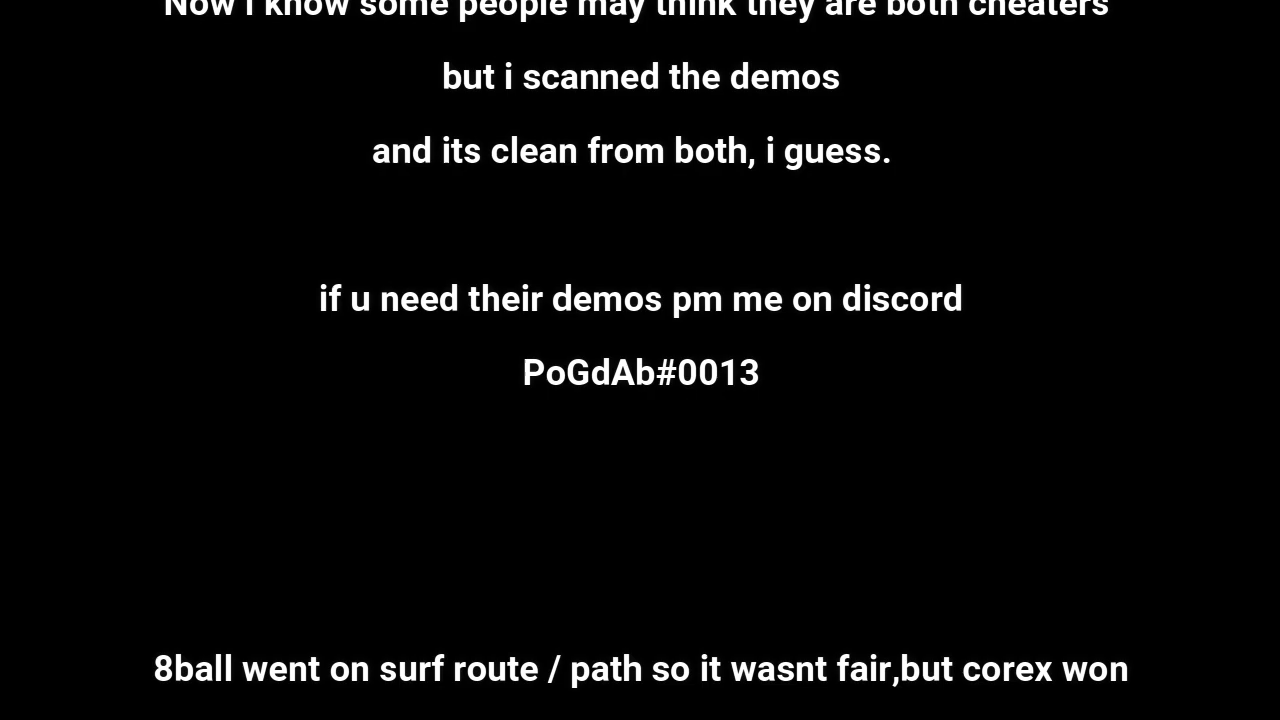 Now i know some people may think they are both cheaters
but i scanned the demos
and its clean from both, i guess.
if u need their demos pm me on discord
PoGdAb#0013
8ball went on surf route / path so it wasnt fair,but corex won